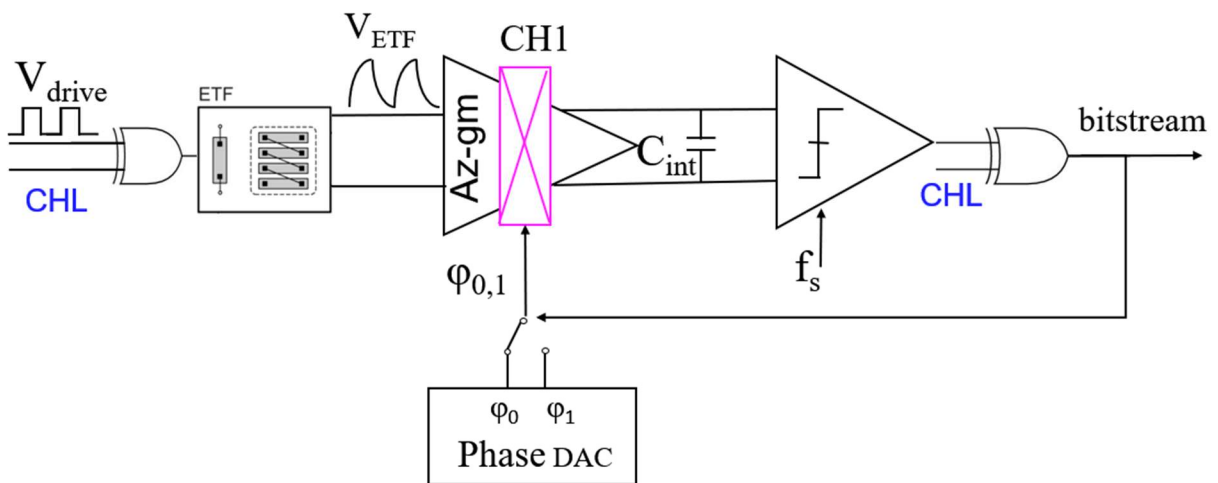 V_ETF
CH1
V_drive
ETF
bitstream
Az-gm
C_int
CHL
CHL
φ_0,1
f_s
φ_0 φ_1
Phase DAC